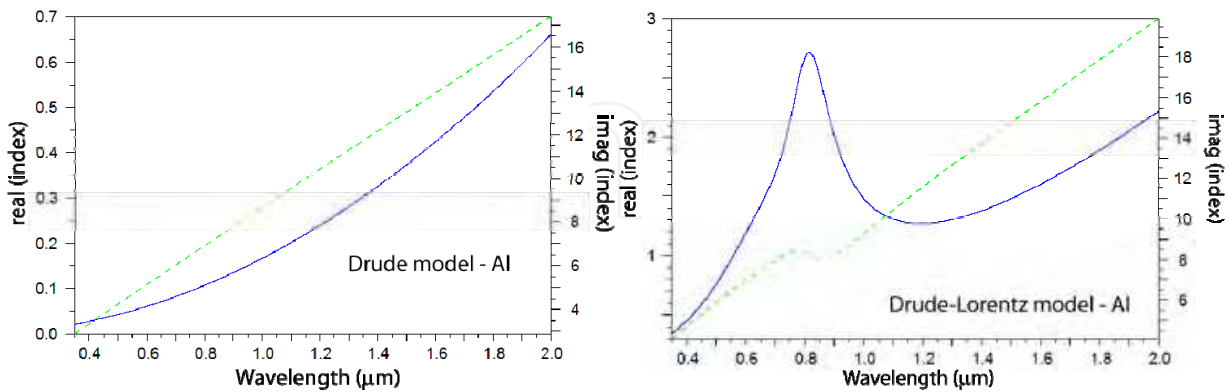 0.7
0.6
0.5
0.4
0.3
0.2
0.1
0.0
real (index)
16
14
12
10
8
6
4
imag (index)
Drude model - Al
0.4 0.6 0.8 1.0 1.2 1.4 1.6 1.8 2.0
Wavelength (μm)
3
2
1
real (index)
18
16
14
12
10
8
6
imag (index)
Drude-Lorentz model - Al
0.4 0.6 0.8 1.0 1.2 1.4 1.6 1.8 2.0
Wavelength (μm)